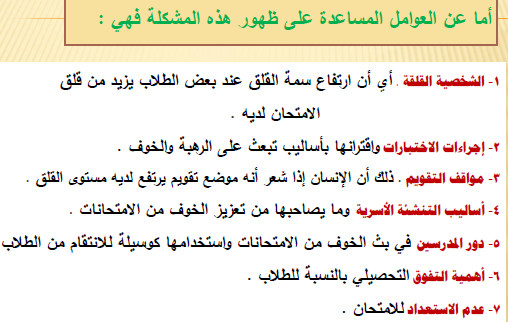 أما عن العوامل المساعدة على ظهور هذه المشكلة فهي :
١- الشخصية القلقة . أي أن ارتفاع سمة القلق عند بعض الطلاب يزيد من قلق
الامتحان لديه .
٢- إجراءات الاختبارات واقترانها بأساليب تبعث على الرهبة والخوف .
٣- مواقف التقويم . ذلك أن الإنسان إذا شعر أنه موضع تقويم يرتفع لديه مستوى القلق .
٤- أساليب التنشئة الأسرية وما يصاحبها من تعزيز الخوف من الامتحانات .
٥- دور المدرسين في بث الخوف من الامتحانات واستخدامها كوسيلة للانتقام من الطلاب
٦- أهمية التفوق التحصيلي بالنسبة للطلاب .
٧- عدم الاستعداد للامتحان .